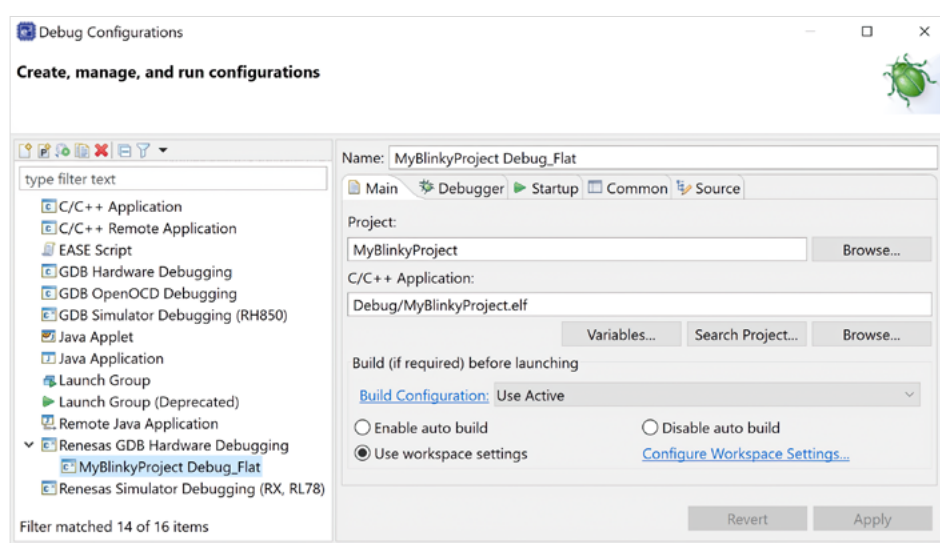 Debug Configurations
Create, manage, and run configurations
type filter text
C/C++ Application
C/C++ Remote Application
EASE Script
GDB Hardware Debugging
GDB OpenOCD Debugging
GDB Simulator Debugging (RH850)
Java Applet
Java Application
Launch Group
Launch Group (Deprecated)
Remote Java Application
Renesas GDB Hardware Debugging
MyBlinkyProject Debug_Flat
Renesas Simulator Debugging (RX, RL78)
Filter matched 14 of 16 items
Name: MyBlinkyProject Debug_Flat
Main Debugger Startup Common Source
Project:
MyBlinkyProject Browse...
C/C++ Application:
Debug/MyBlinkyProject.elf
Variables... Search Project... Browse...
Build (if required) before launching
Build Configuration: Use Active
Enable auto build Disable auto build
Use workspace settings Configure Workspace Settings...
Revert Apply